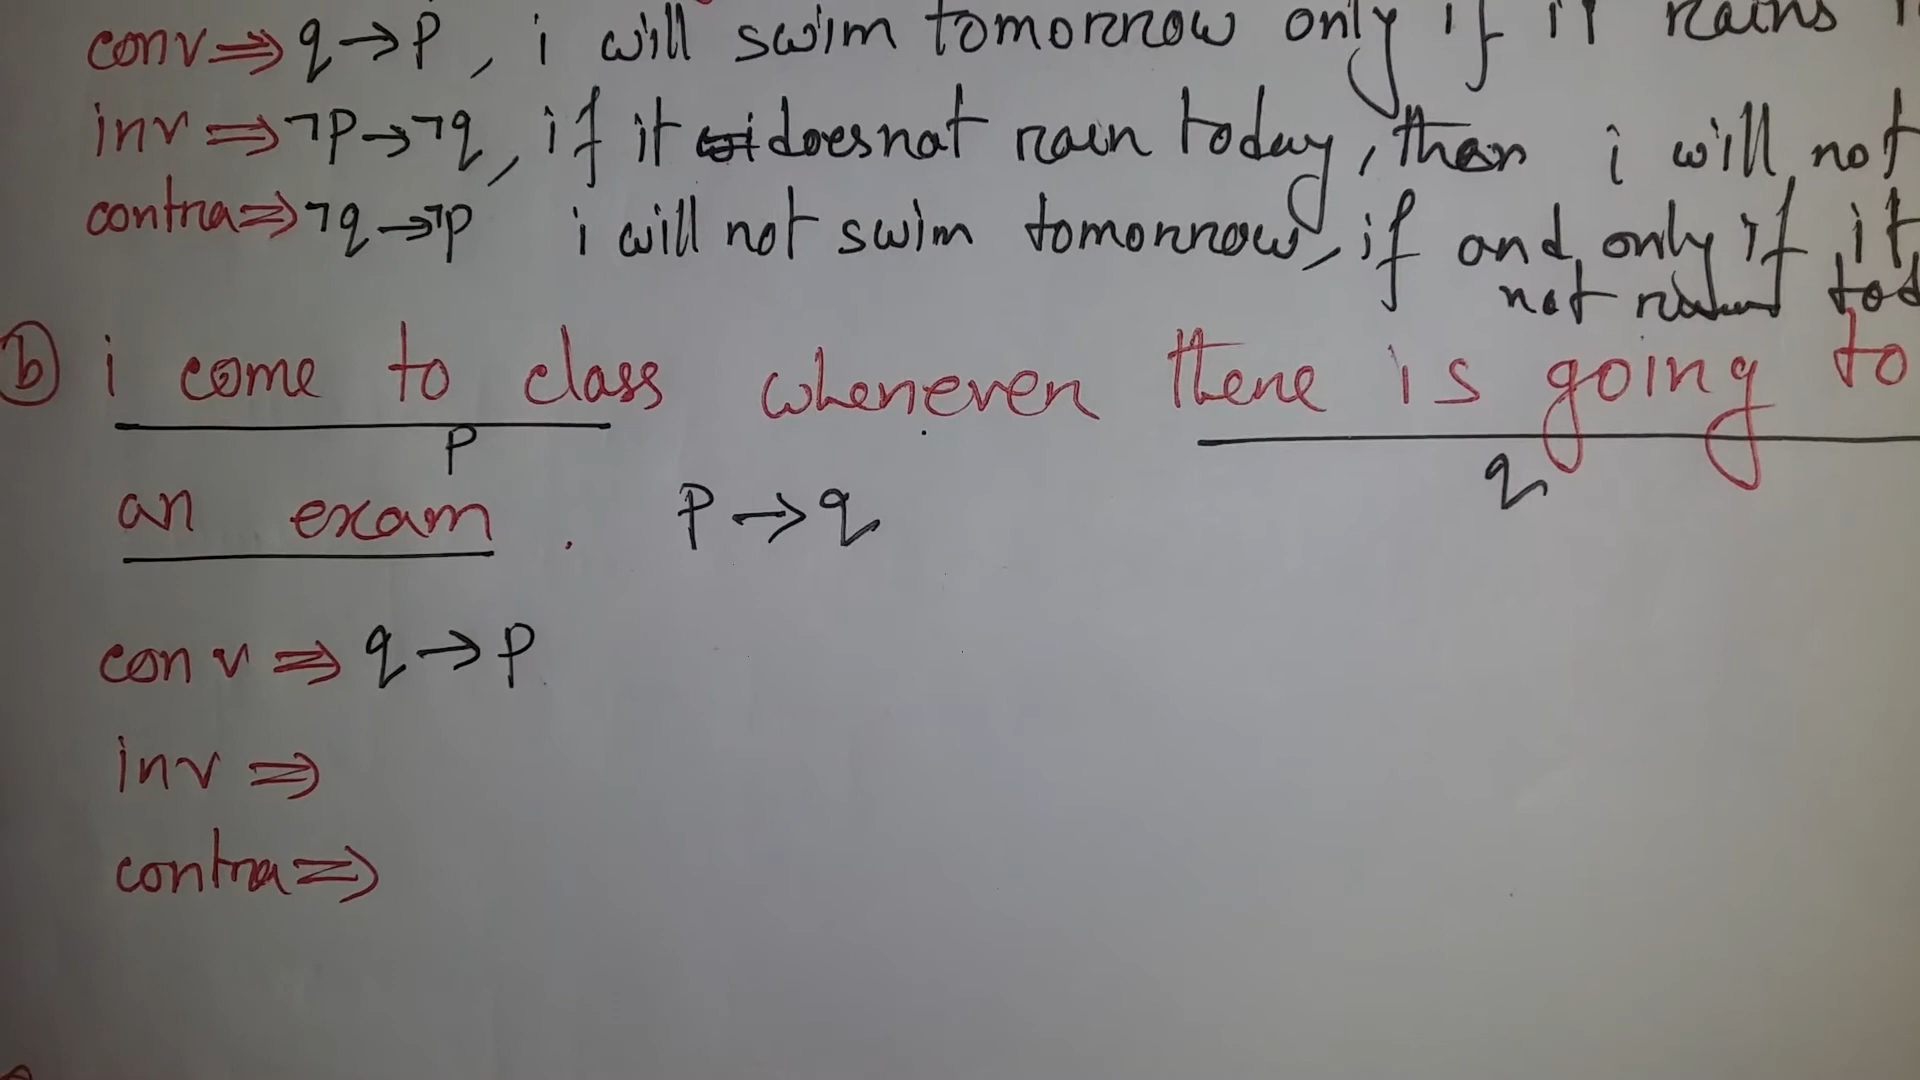 conv⇒ q→p, i will swim tomorrow only if it rains
inv ⇒ ¬p→¬q, if it doesnot rain today, then i will not
contra⇒ ¬q→¬p i will not swim tomorrow, if and only if it
not
b i come to class whenever there is going to
p
q
an exam. p→q
conv ⇒ q→p
inv ⇒
contra⇒